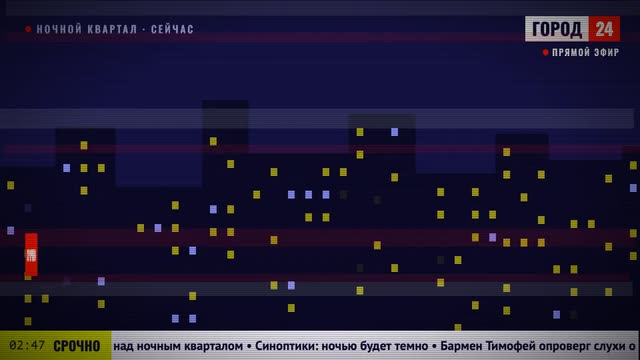 НОЧНОЙ КВАРТАЛ · СЕЙЧАС
ГОРОД 24
ПРЯМОЙ ЭФИР
02:47 СРОЧНО над ночным кварталом • Синоптики: ночью будет темно • Бармен Тимофей опроверг слухи о